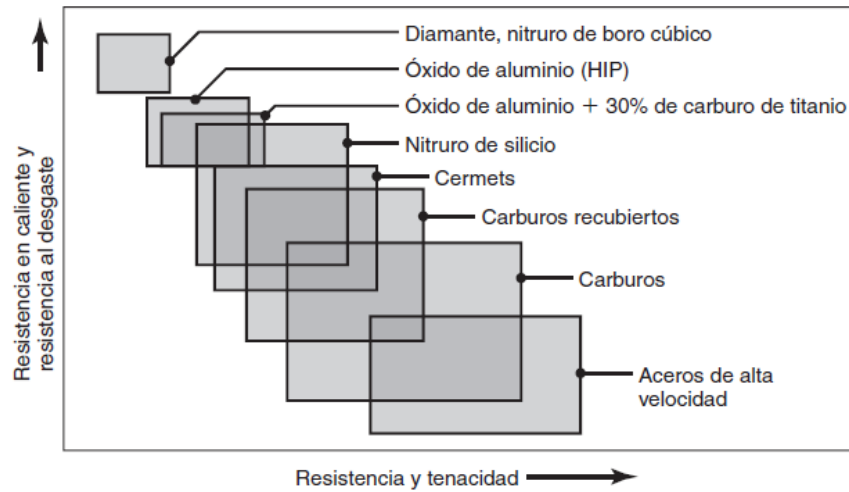 Diamante, nitruro de boro cúbico
Óxido de aluminio (HIP)
Óxido de aluminio + 30% de carburo de titanio
Nitruro de silicio
Cermets
Carburos recubiertos
Carburos
Aceros de alta
velocidad
Resistencia en caliente y
resistencia al desgaste
Resistencia y tenacidad